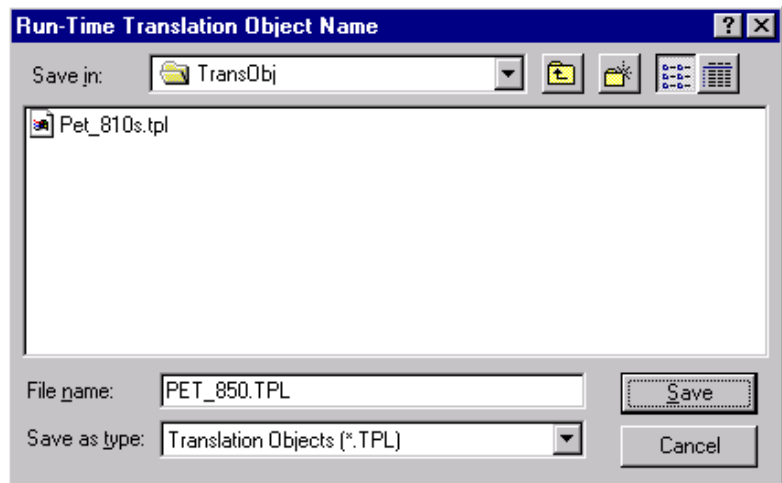 Run-Time Translation Object Name
Save in: TransObj
Pet_810s.tpl
File name: PET_850.TPL Save
Save as type: Translation Objects (*.TPL) Cancel